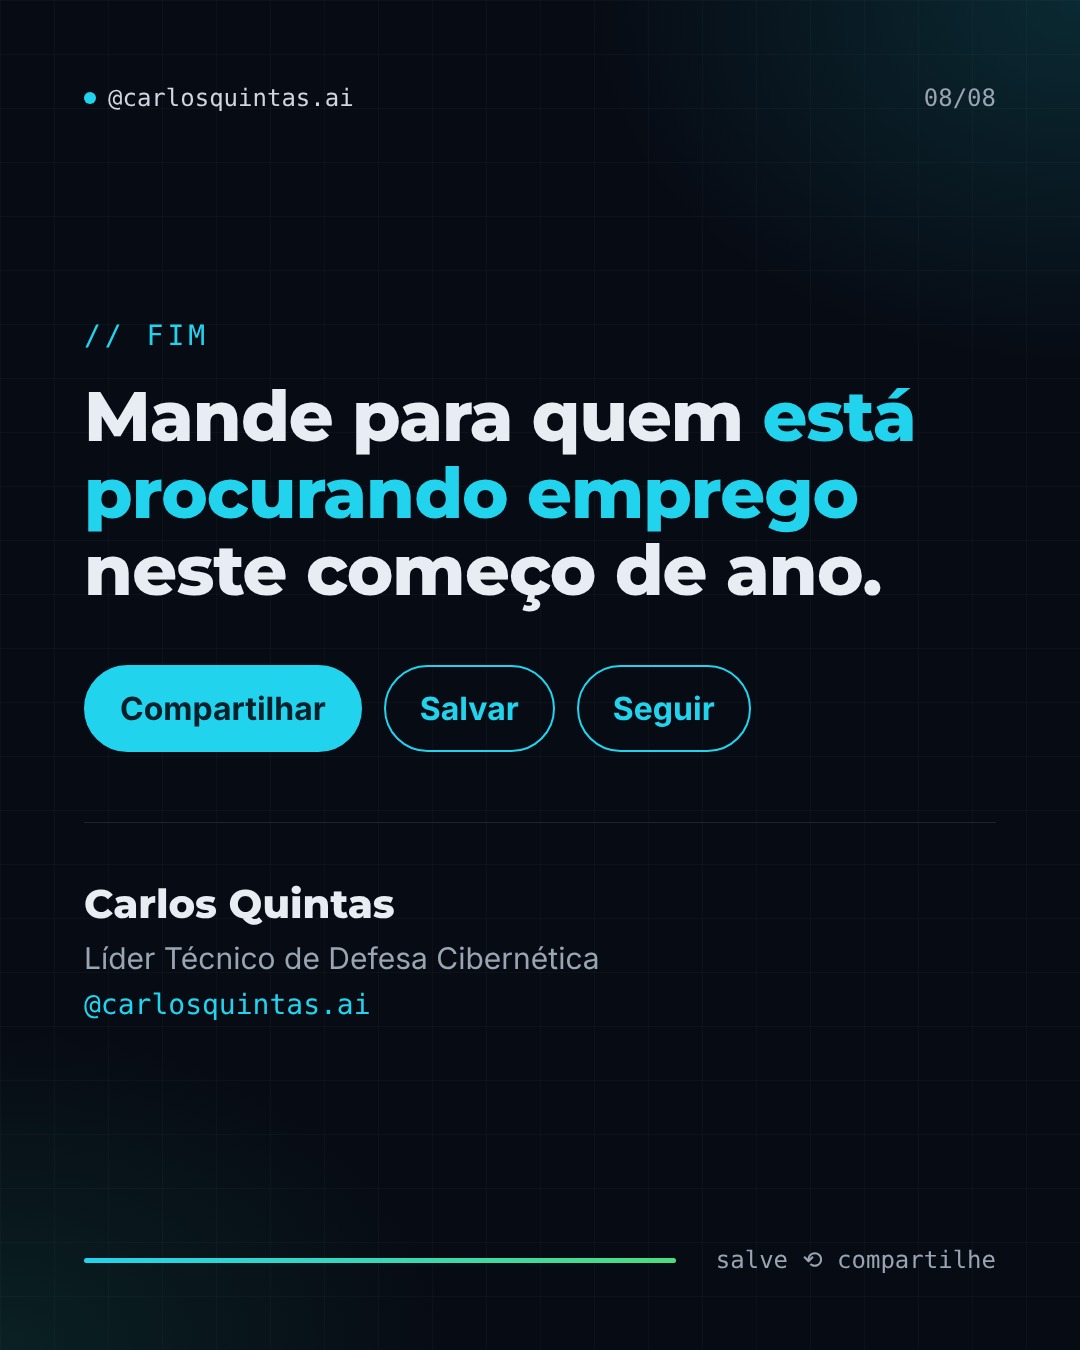 @carlosquintas.ai
08/08
// FIM
Mande para quem está
procurando emprego
neste começo de ano.
Compartilhar
Salvar
Seguir
Carlos Quintas
Líder Técnico de Defesa Cibernética
@carlosquintas.ai
salve ⟲ compartilhe